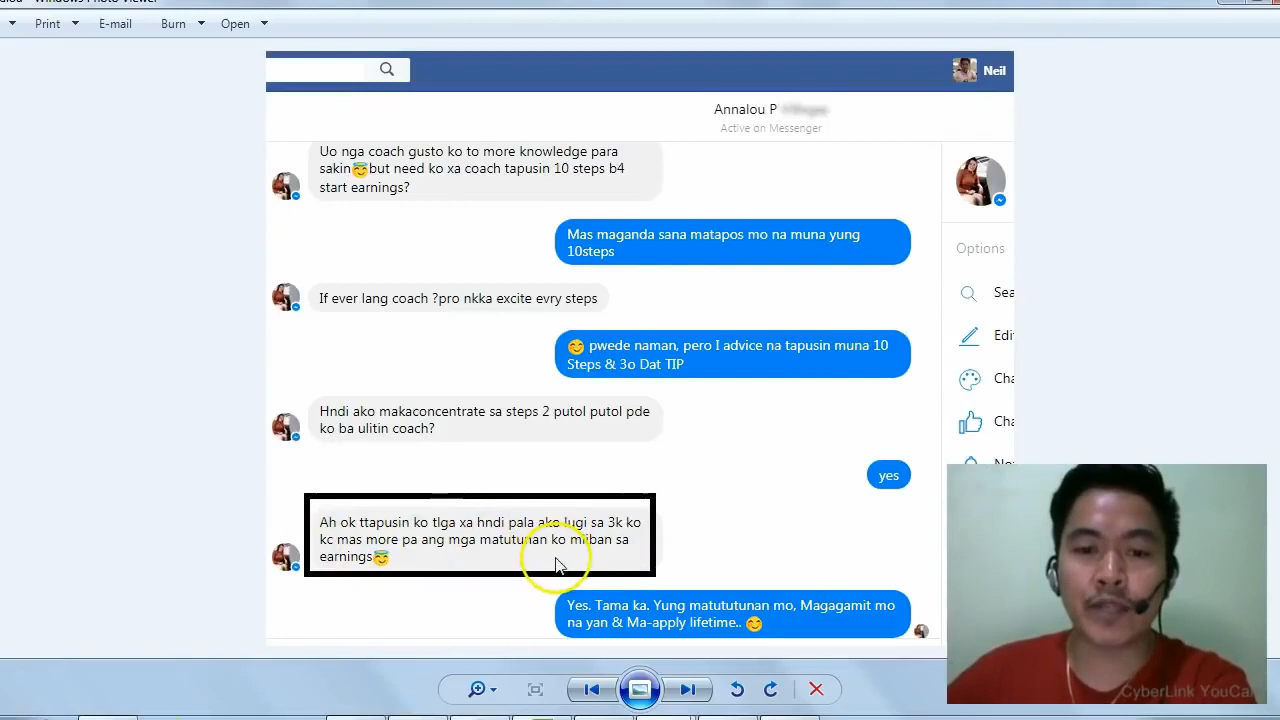 Print
E-mail
Burn
Open
Neil
Annalou P
Active on Messenger
Uo nga coach gusto ko to more knowledge para
sakin😇but need ko xa coach tapusin 10 steps b4
start earnings?
Mas maganda sana matapos mo na muna yung
10steps
If ever lang coach ?pro nkka excite evry steps
😊 pwede naman, pero I advice na tapusin muna 10
Steps & 3o Dat TIP
Hndi ako makaconcentrate sa steps 2 putol putol pde
ko ba ulitin coach?
yes
Ah ok ttapusin ko tlga xa hndi pala ako lugi sa 3k ko
kc mas more pa ang mga matutunan ko miiban sa
earnings😇
Yes. Tama ka. Yung matututunan mo, Magagamit mo
na yan & Ma-apply lifetime.. 😊
Options
Sea
Edi
Cha
Cha
CyberLink YouCam